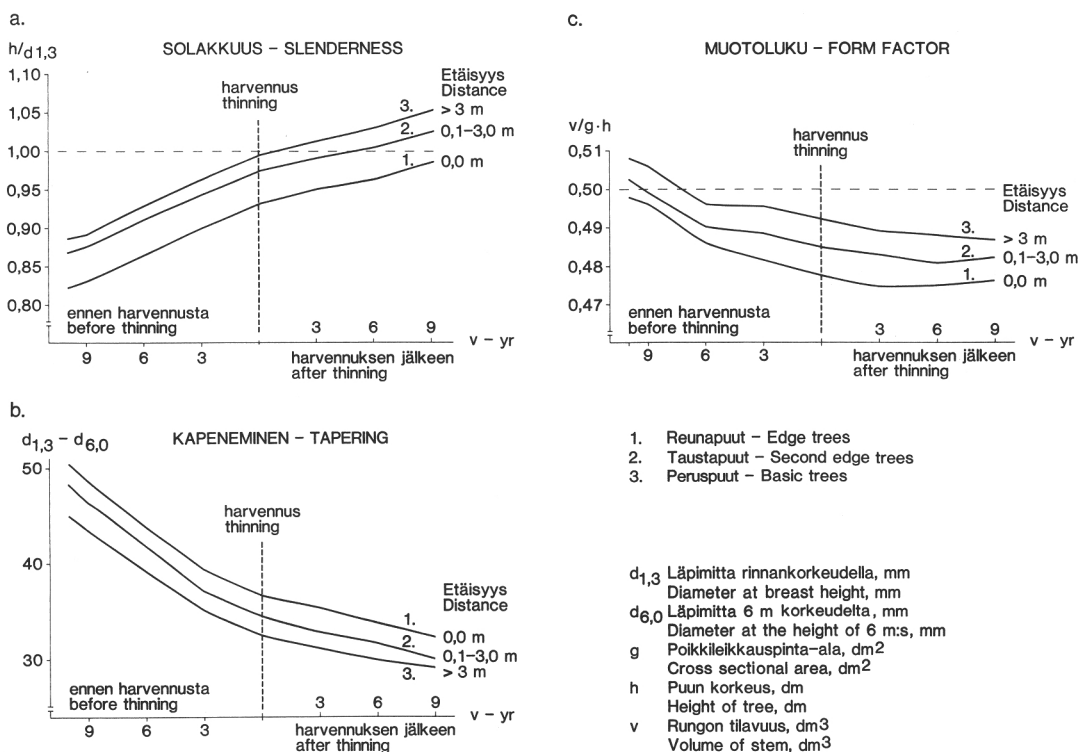 a.
h/d1,3
SOLAKKUUS – SLENDERNESS
1,10
1,05
1,00
0,95
0,90
0,85
0,80
harvennus
thinning
Etäisyys
Distance
3. > 3 m
2. 0,1–3,0 m
1. 0,0 m
ennen harvennusta
before thinning
3 6 9
v – yr
9 6 3
harvennuksen jälkeen
after thinning
c.
MUOTOLUKU – FORM FACTOR
v/g·h
0,51
0,50
0,49
0,48
0,47
harvennus
thinning
Etäisyys
Distance
3. > 3 m
2. 0,1–3,0 m
1. 0,0 m
ennen harvennusta
before thinning
3 6 9
v – yr
9 6 3
harvennuksen jälkeen
after thinning
b.
d1,3 – d6,0
KAPENEMINEN – TAPERING
50
40
30
harvennus
thinning
Etäisyys
Distance
1. 0,0 m
2. 0,1–3,0 m
3. > 3 m
ennen harvennusta
before thinning
3 6 9
v – yr
9 6 3
harvennuksen jälkeen
after thinning
1. Reunapuut – Edge trees
2. Taustapuut – Second edge trees
3. Peruspuut – Basic trees
d1,3 Läpimitta rinnankorkeudella, mm
Diameter at breast height, mm
d6,0 Läpimitta 6 m korkeudelta, mm
Diameter at the height of 6 m:s, mm
g Poikkileikkauspinta-ala, dm2
Cross sectional area, dm2
h Puun korkeus, dm
Height of tree, dm
v Rungon tilavuus, dm3
Volume of stem, dm3